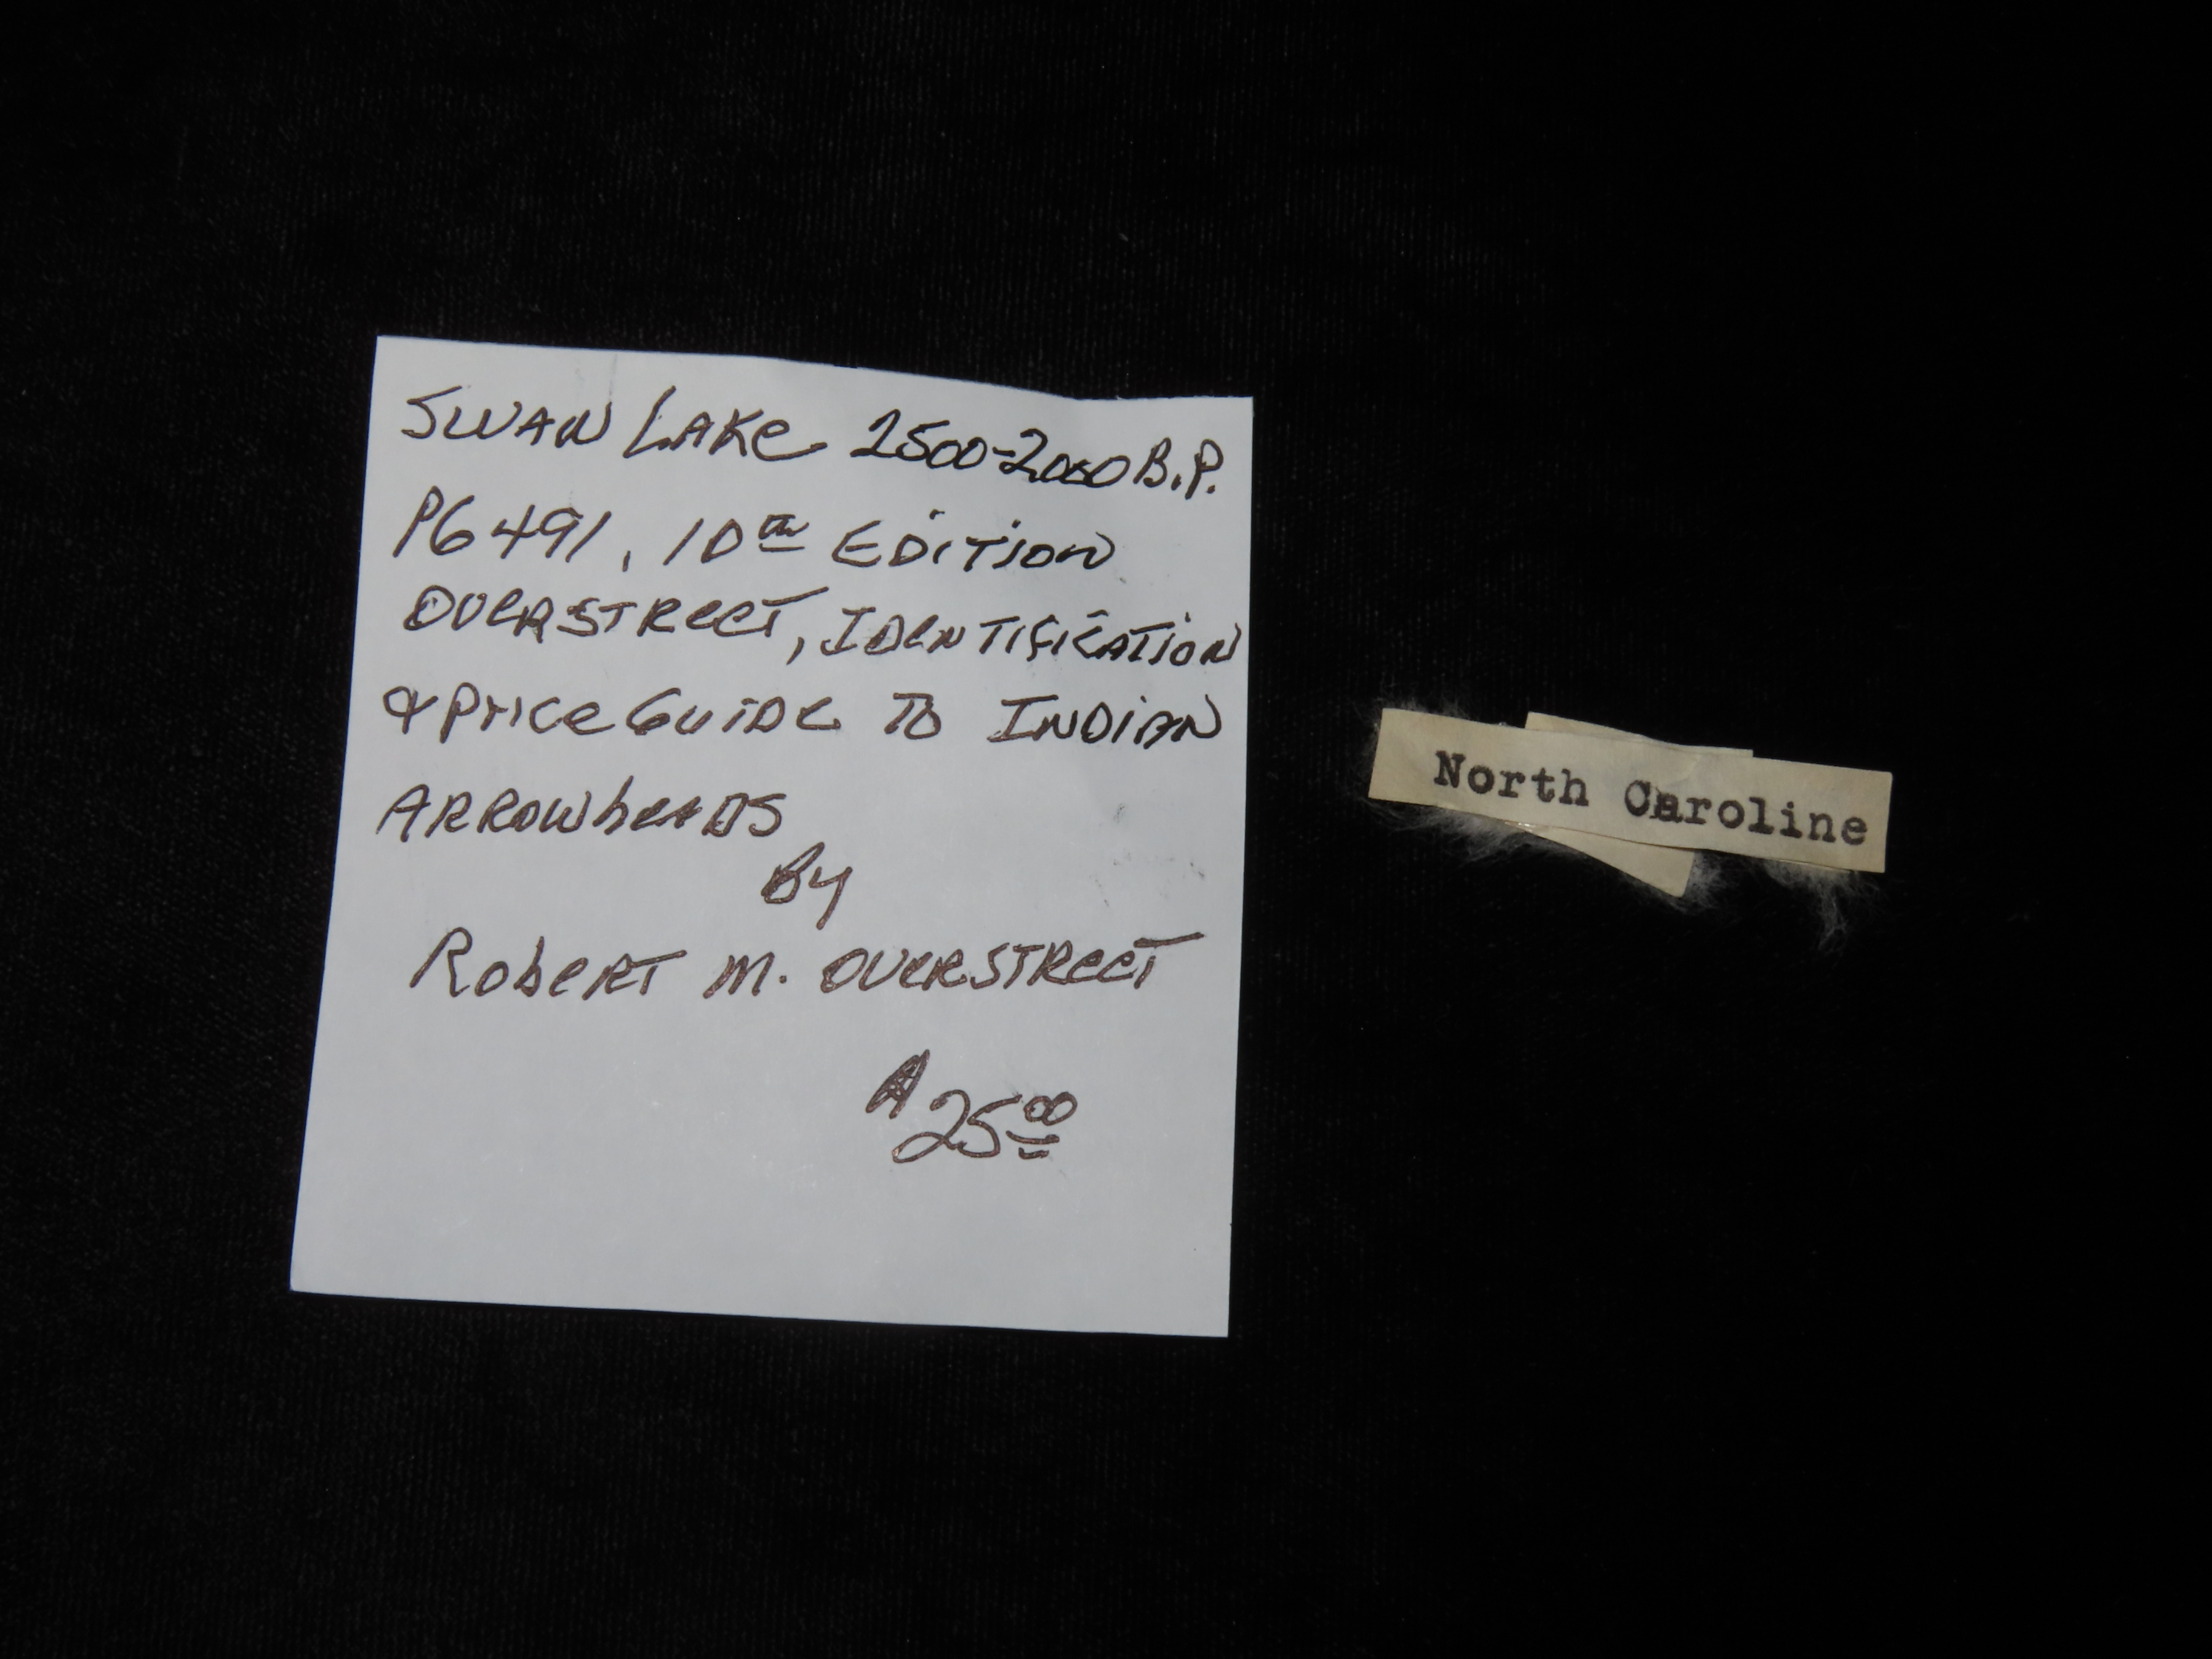 SWAN LAKe 2500-2000 B.P.
PG 491, 10th EDiTiON
OVeRSTReeT, IDeNTiFiCATiON
& PriCe GuiDe To INDiAN
ARROWheADS
By
RobeRT M. OVeRSTReeT
25 00
North Caroline